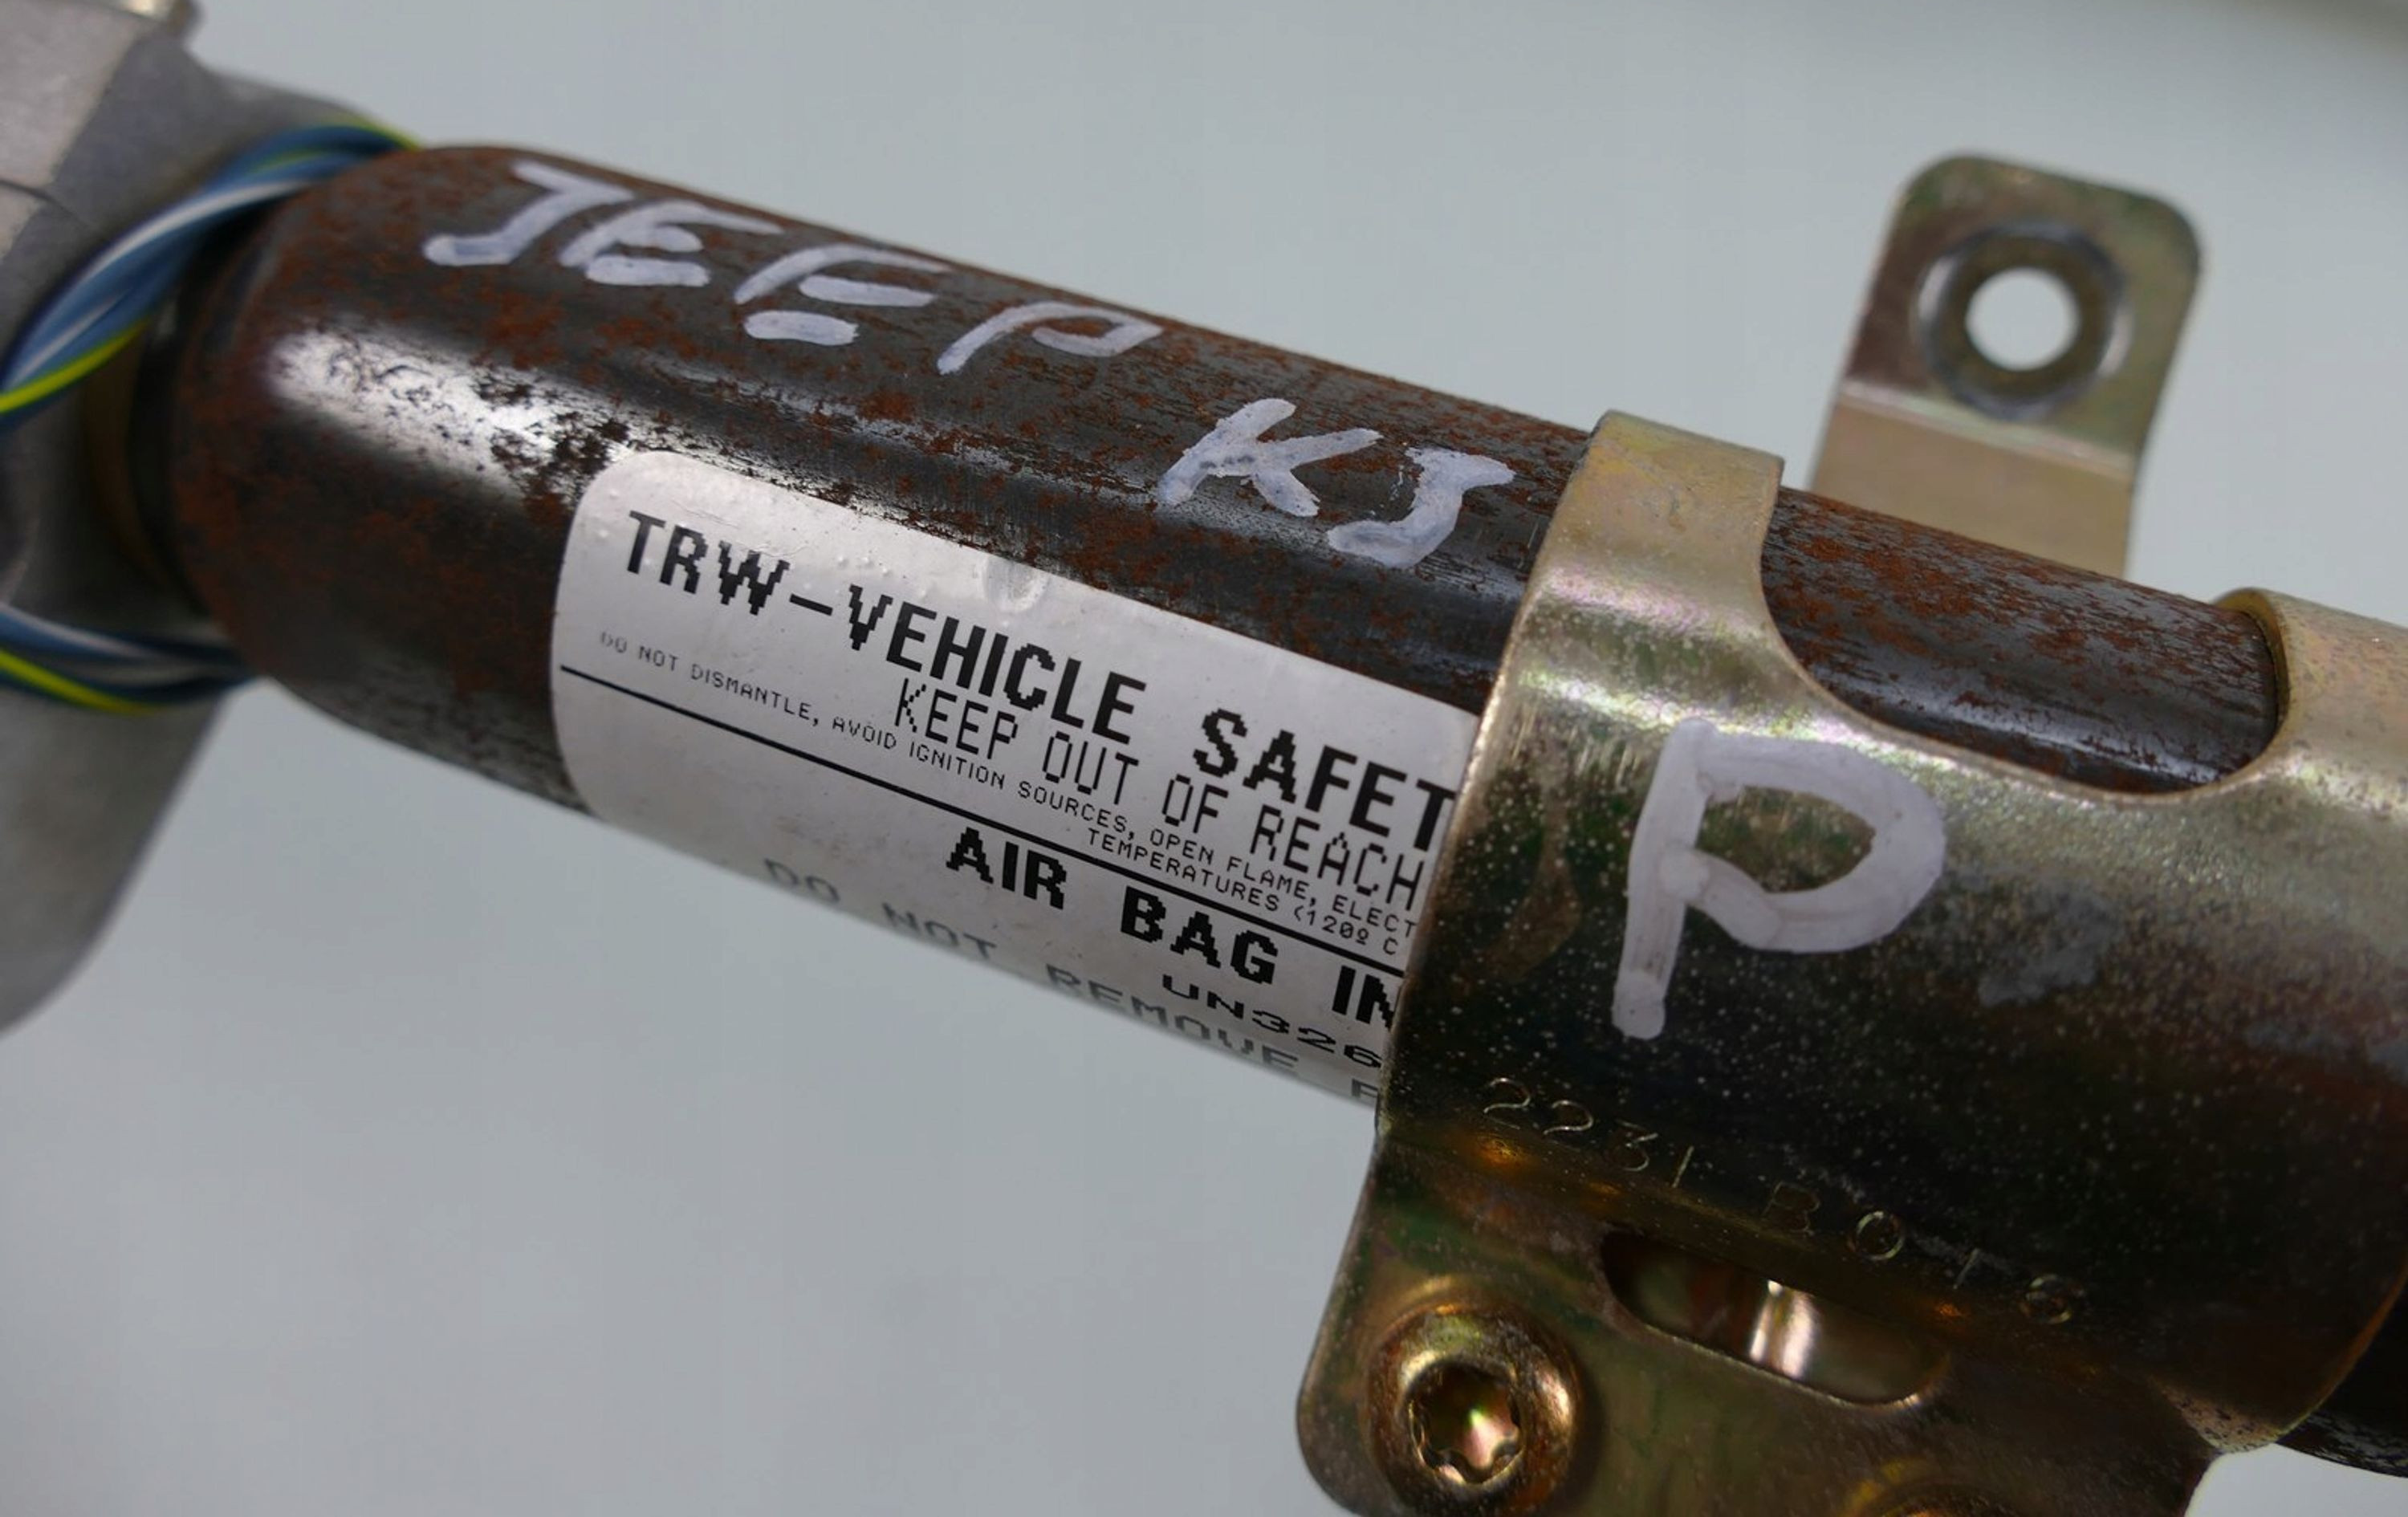 JEEP KJ
TRW-VEHICLE SAFET
KEEP OUT OF REACH
DO NOT DISMANTLE, AVOID IGNITION SOURCES, OPEN FLAME, ELECT
TEMPERATURES (120º C
AIR BAG IN
UN326
DO NOT REMOVE
P
2231